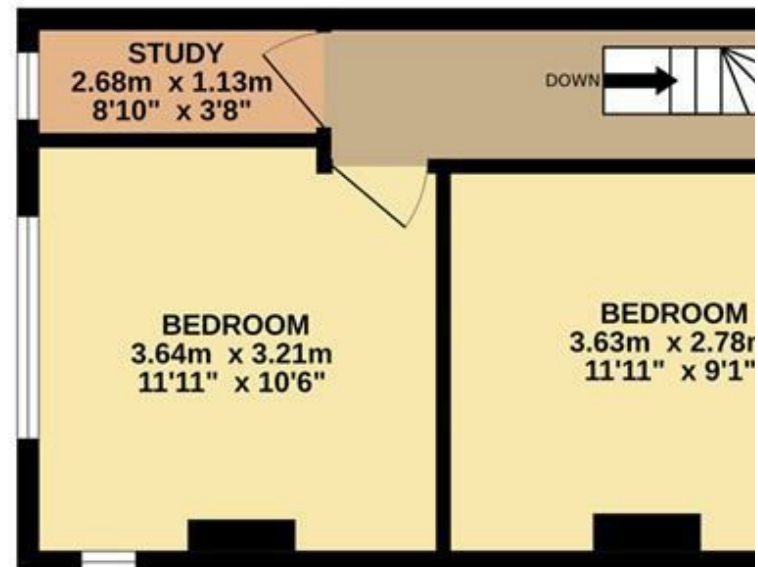 STUDY
2.68m x 1.13m
8'10" x 3'8"
DOWN
BEDROOM
3.64m x 3.21m
11'11" x 10'6"
BEDROOM
3.63m x 2.78m
11'11" x 9'1"